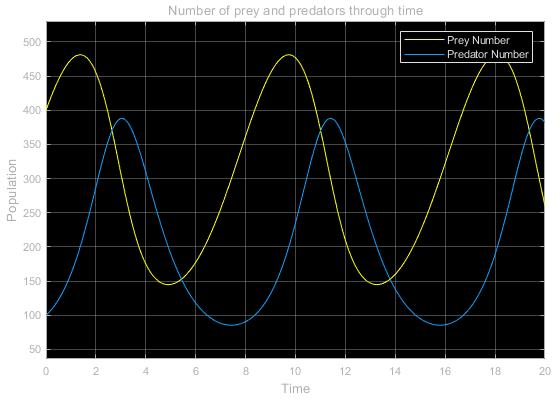 Number of prey and predators through time
Prey Number
Predator Number
500
450
400
350
300
250
200
150
100
50
Population
0 2 4 6 8 10 12 14 16 18 20
Time